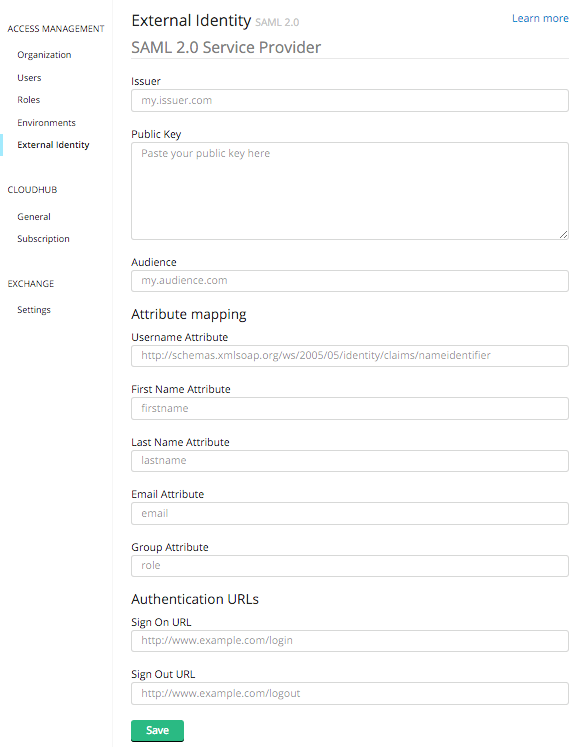 ACCESS MANAGEMENT
Organization
Users
Roles
Environments
External Identity
CLOUDHUB
General
Subscription
EXCHANGE
Settings
External Identity SAML 2.0
Learn more
SAML 2.0 Service Provider
Issuer
my.issuer.com
Public Key
Paste your public key here
Audience
my.audience.com
Attribute mapping
Username Attribute
http://schemas.xmlsoap.org/ws/2005/05/identity/claims/nameidentifier
First Name Attribute
firstname
Last Name Attribute
lastname
Email Attribute
email
Group Attribute
role
Authentication URLs
Sign On URL
http://www.example.com/login
Sign Out URL
http://www.example.com/logout
Save